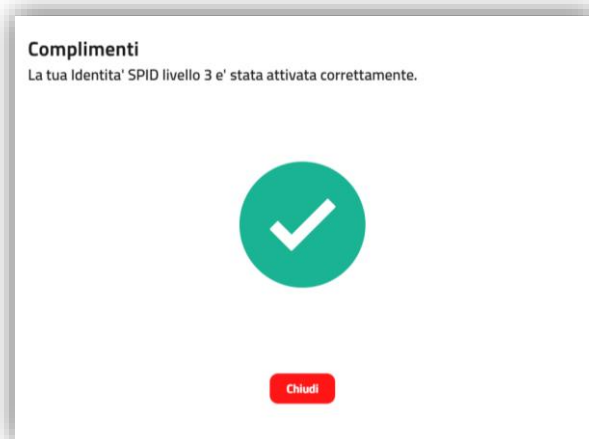 Complimenti
La tua Identita' SPID livello 3 e' stata attivata correttamente.
Chiudi